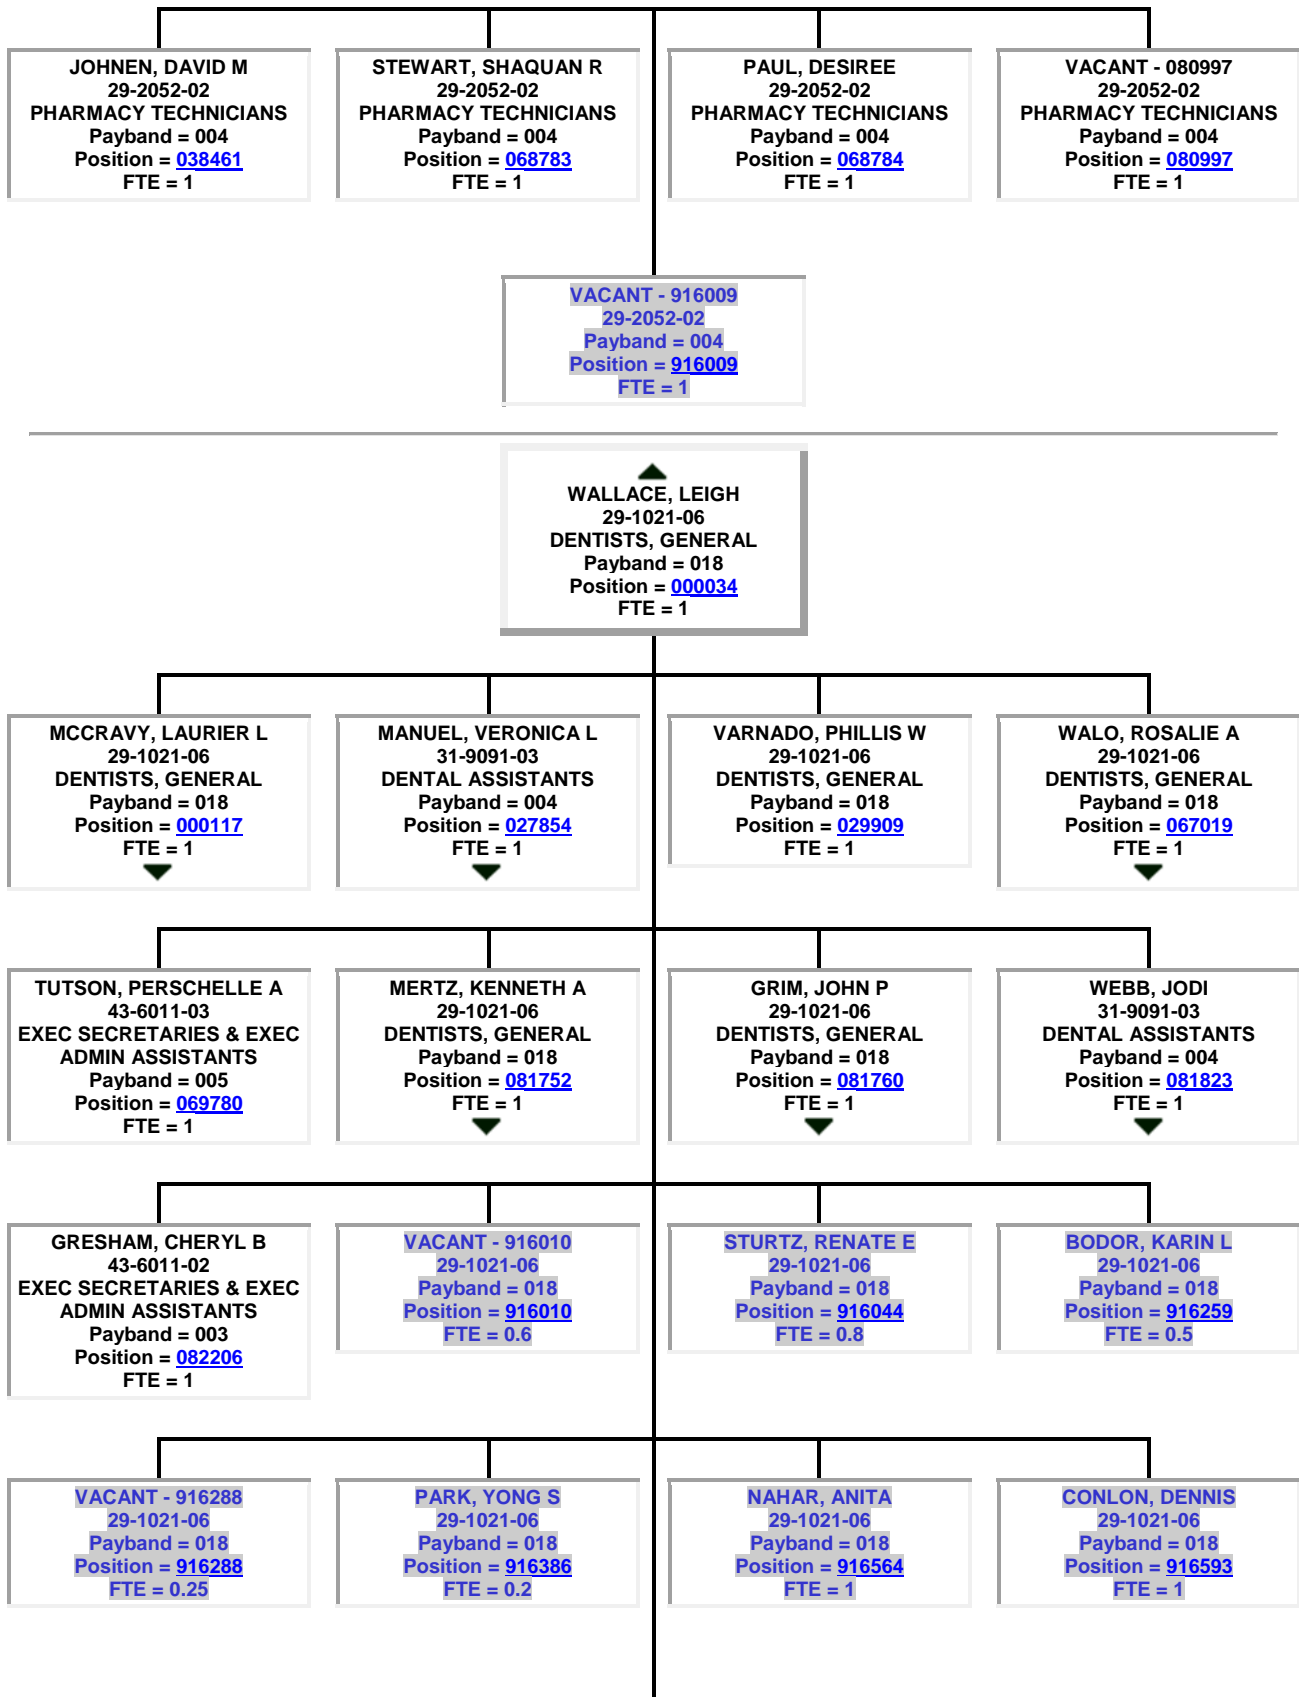 JOHNEN, DAVID M
29-2052-02
PHARMACY TECHNICIANS
Payband = 004
Position = 038461
FTE = 1
STEWART, SHAQUAN R
29-2052-02
PHARMACY TECHNICIANS
Payband = 004
Position = 068783
FTE = 1
PAUL, DESIREE
29-2052-02
PHARMACY TECHNICIANS
Payband = 004
Position = 068784
FTE = 1
VACANT - 080997
29-2052-02
PHARMACY TECHNICIANS
Payband = 004
Position = 080997
FTE = 1
VACANT - 916009
29-2052-02
Payband = 004
Position = 916009
FTE = 1
WALLACE, LEIGH
29-1021-06
DENTISTS, GENERAL
Payband = 018
Position = 000034
FTE = 1
MCCRAVY, LAURIER L
29-1021-06
DENTISTS, GENERAL
Payband = 018
Position = 000117
FTE = 1
MANUEL, VERONICA L
31-9091-03
DENTAL ASSISTANTS
Payband = 004
Position = 027854
FTE = 1
VARNADO, PHILLIS W
29-1021-06
DENTISTS, GENERAL
Payband = 018
Position = 029909
FTE = 1
WALO, ROSALIE A
29-1021-06
DENTISTS, GENERAL
Payband = 018
Position = 067019
FTE = 1
TUTSON, PERSCHELLE A
43-6011-03
EXEC SECRETARIES & EXEC
ADMIN ASSISTANTS
Payband = 005
Position = 069780
FTE = 1
MERTZ, KENNETH A
29-1021-06
DENTISTS, GENERAL
Payband = 018
Position = 081752
FTE = 1
GRIM, JOHN P
29-1021-06
DENTISTS, GENERAL
Payband = 018
Position = 081760
FTE = 1
WEBB, JODI
31-9091-03
DENTAL ASSISTANTS
Payband = 004
Position = 081823
FTE = 1
GRESHAM, CHERYL B
43-6011-02
EXEC SECRETARIES & EXEC
ADMIN ASSISTANTS
Payband = 003
Position = 082206
FTE = 1
VACANT - 916010
29-1021-06
Payband = 018
Position = 916010
FTE = 0.6
STURTZ, RENATE E
29-1021-06
Payband = 018
Position = 916044
FTE = 0.8
BODOR, KARIN L
29-1021-06
Payband = 018
Position = 916259
FTE = 0.5
VACANT - 916288
29-1021-06
Payband = 018
Position = 916288
FTE = 0.25
PARK, YONG S
29-1021-06
Payband = 018
Position = 916386
FTE = 0.2
NAHAR, ANITA
29-1021-06
Payband = 018
Position = 916564
FTE = 1
CONLON, DENNIS
29-1021-06
Payband = 018
Position = 916593
FTE = 1